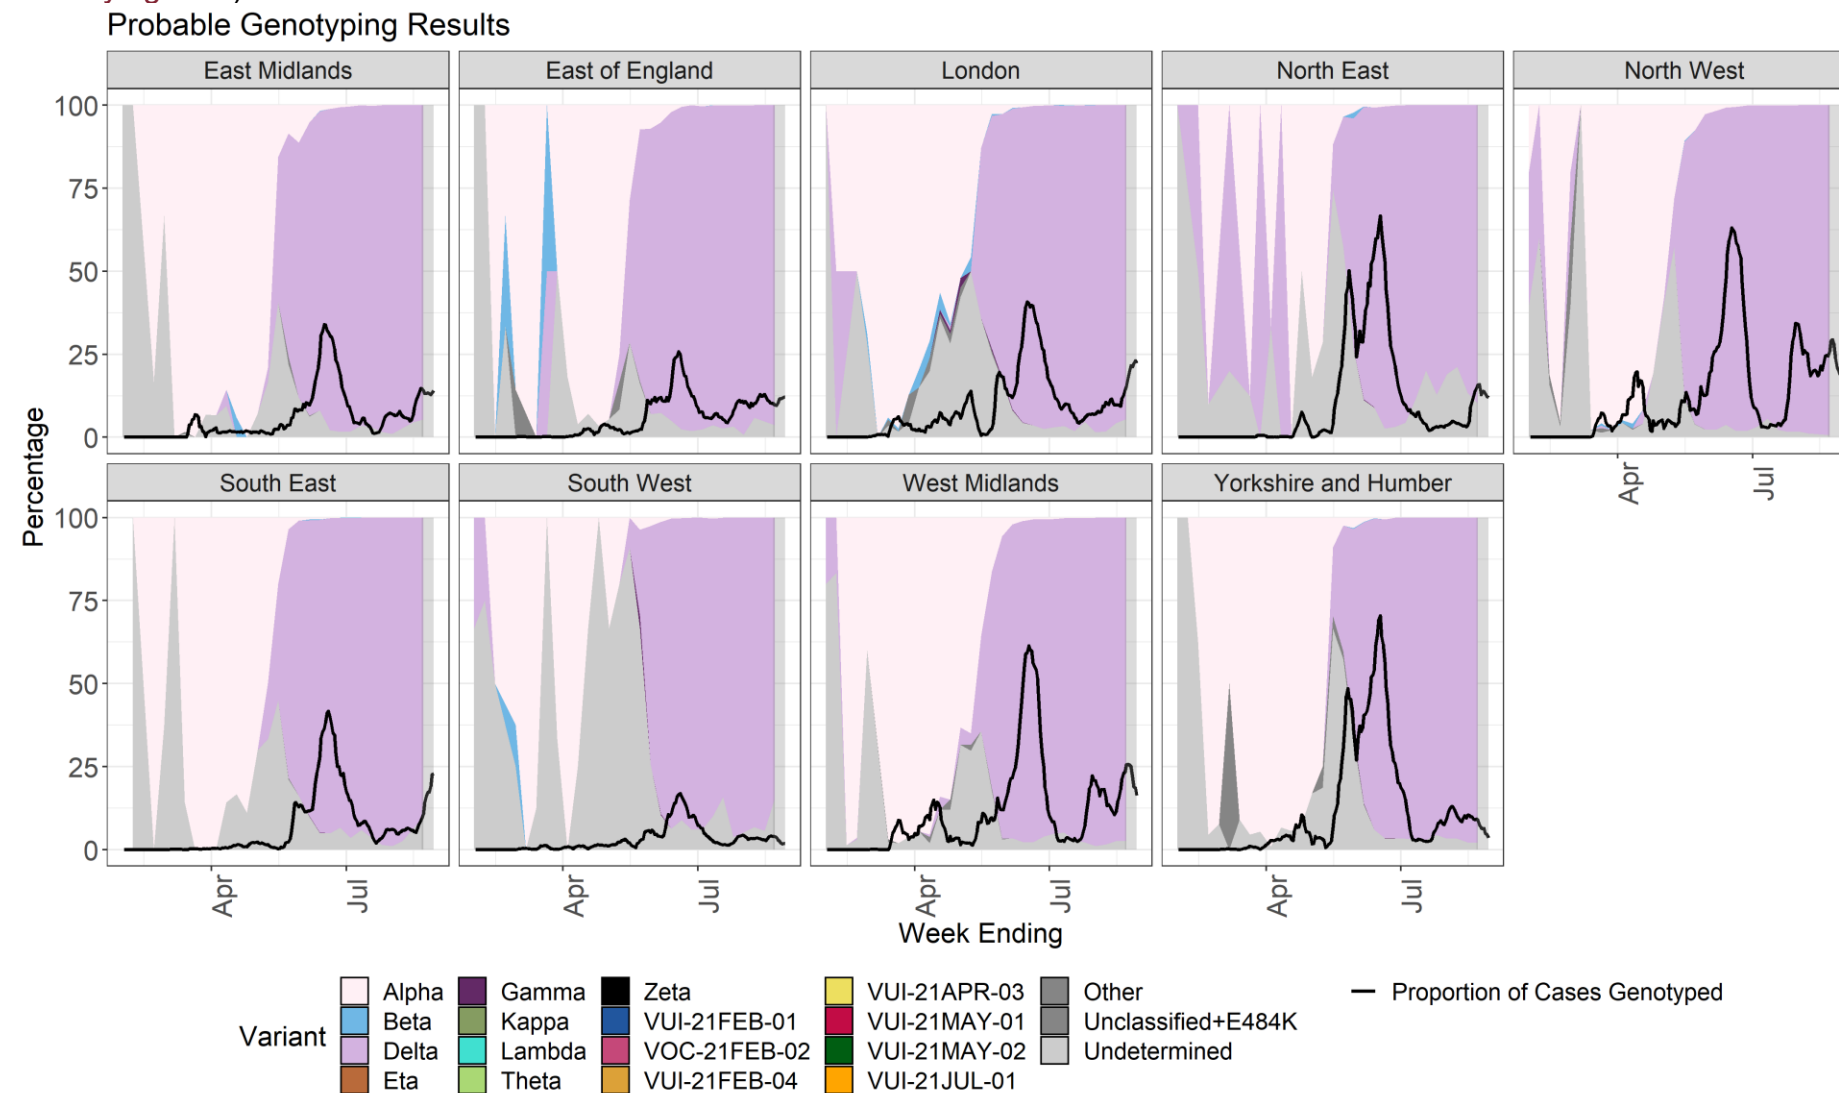 Probable Genotyping Results
East Midlands
East of England
London
North East
North West
100
75
50
25
0
Apr
Jul
South East
South West
West Midlands
Yorkshire and Humber
100
75
50
25
0
Apr
Jul
Apr
Jul
Apr
Jul
Apr
Jul
Percentage
Week Ending
Variant
Alpha
Beta
Delta
Eta
Gamma
Kappa
Lambda
Theta
Zeta
VUI-21FEB-01
VOC-21FEB-02
VUI-21FEB-04
VUI-21APR-03
VUI-21MAY-01
VUI-21MAY-02
VUI-21JUL-01
Other
Unclassified+E484K
Undetermined
Proportion of Cases Genotyped